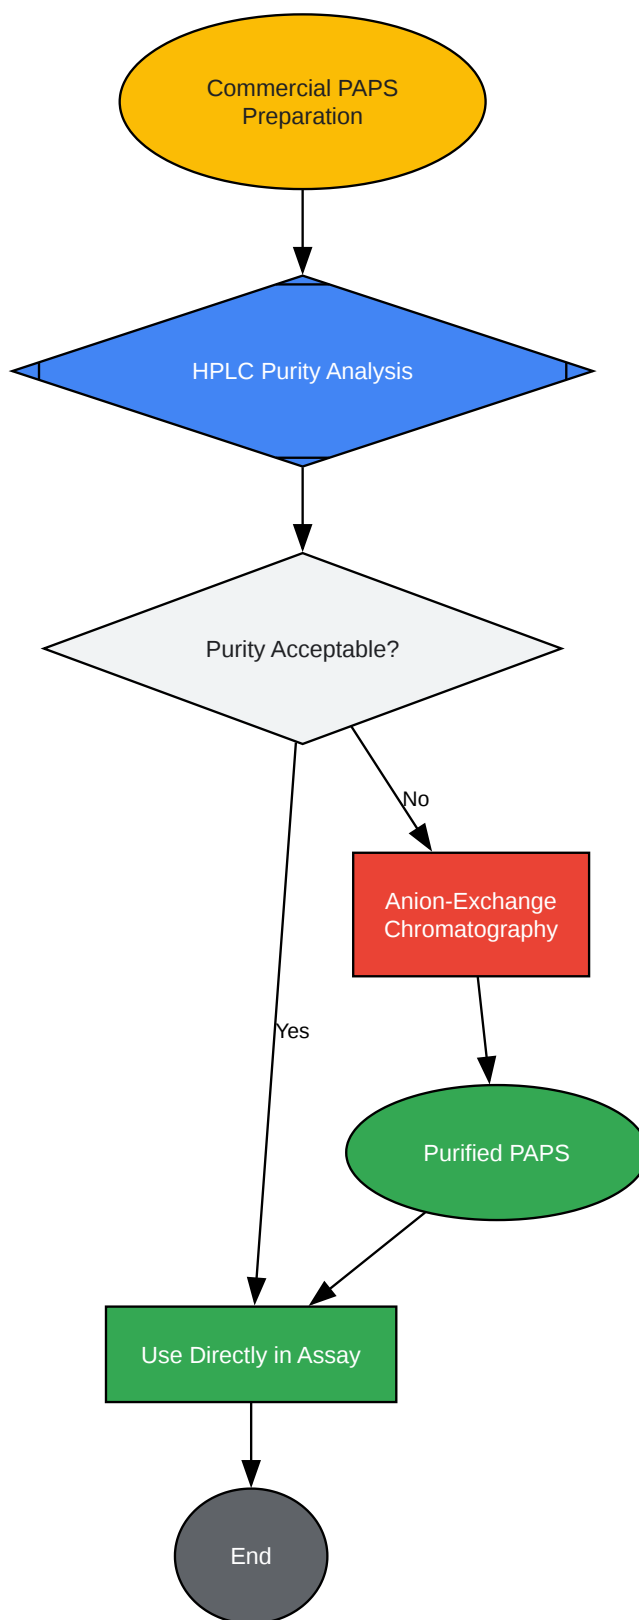 Commercial PAPS
Preparation
HPLC Purity Analysis
Purity Acceptable?
No
Anion-Exchange
Chromatography
Yes
Purified PAPS
Use Directly in Assay
End